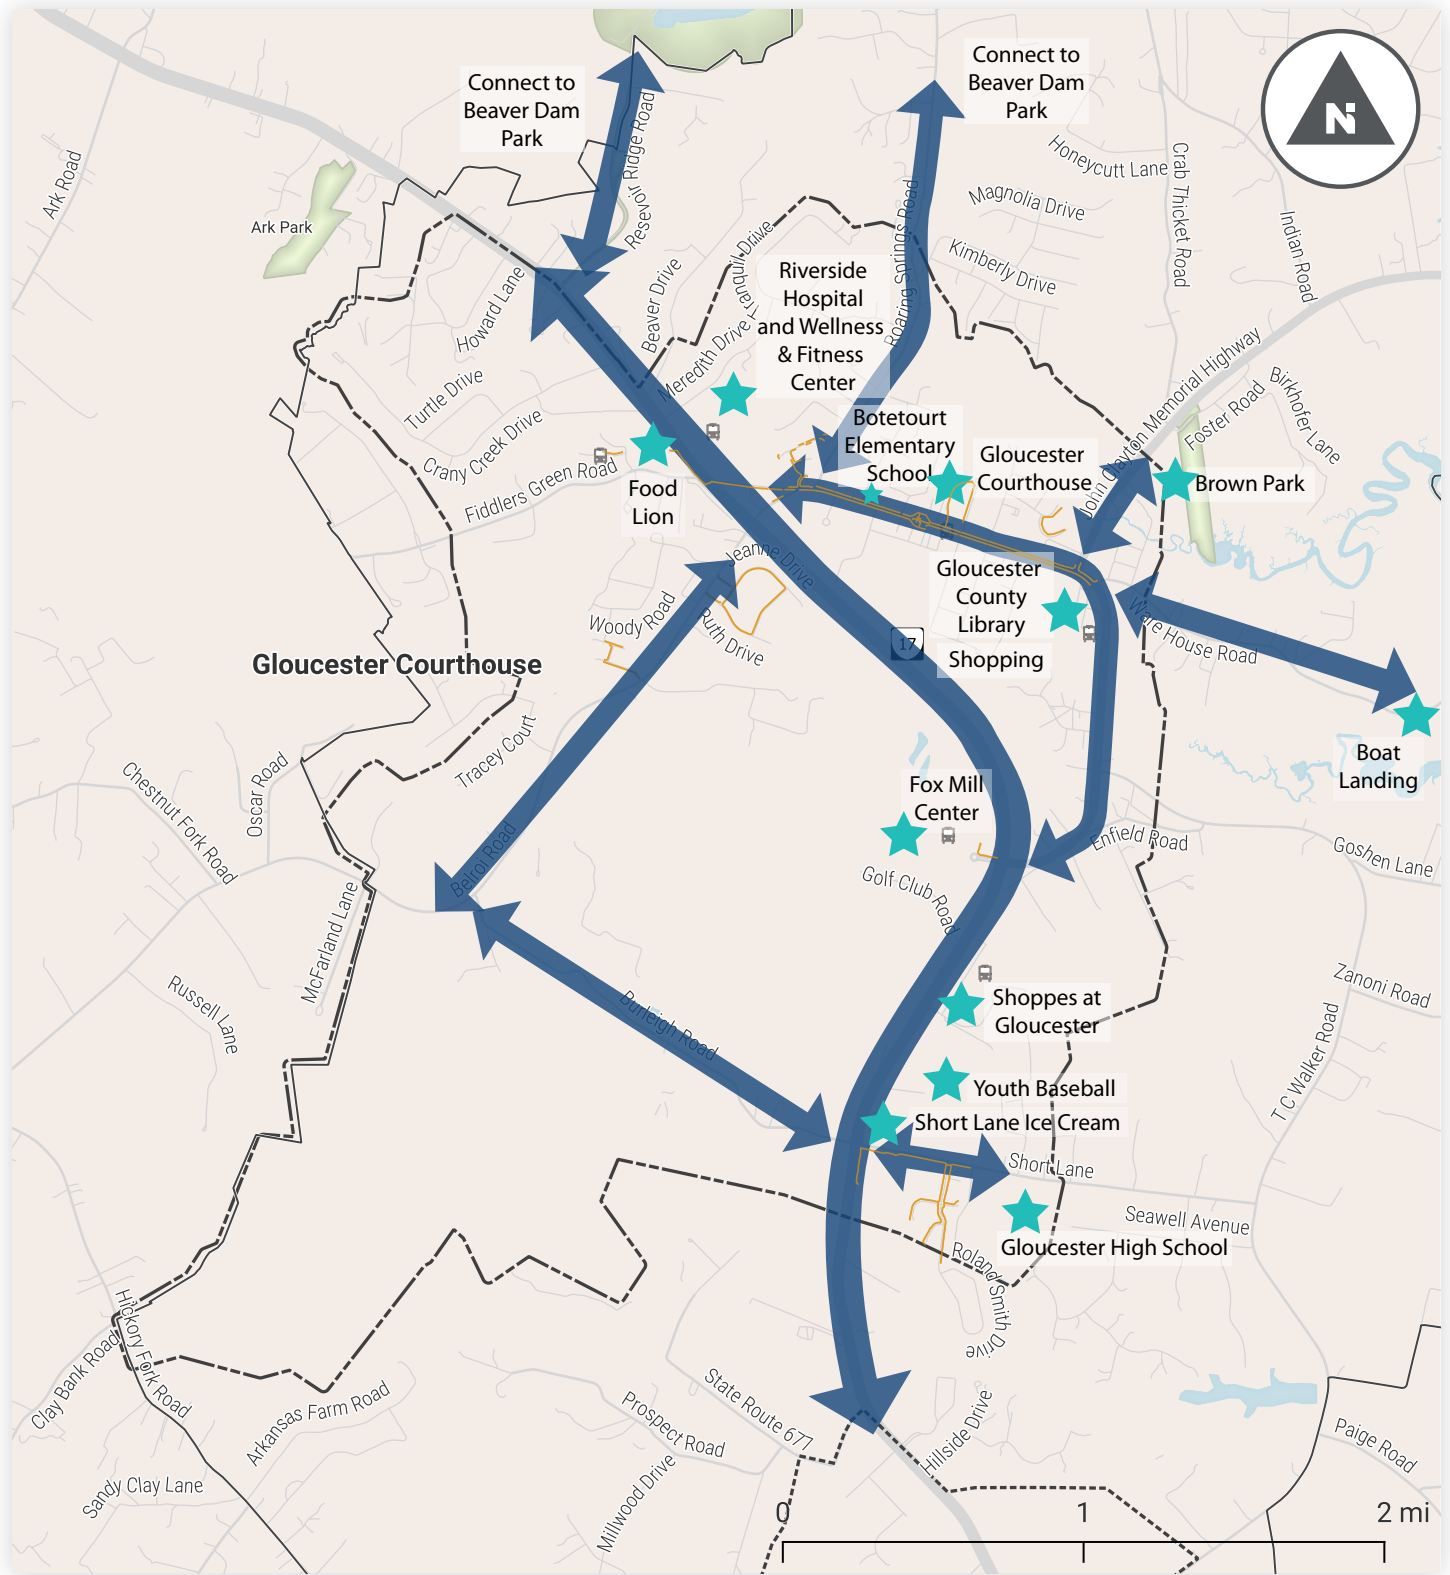 Connect to
Beaver Dam
Park
Connect to
Beaver Dam
Park
N
Ark Road
Ark Park
Resevoir Ridge Road
Honeycutt Lane
Magnolia Drive
Kimberly Drive
Crab Thicket Road
Indian Road
Roaring Springs Road
Tranquil Drive
Beaver Drive
Meredith Drive
Howard Lane
Riverside
Hospital
and Wellness
& Fitness
Center
Turtle Drive
Crany Creek Drive
Fiddlers Green Road
Food
Lion
Botetourt
Elementary
School
Gloucester
Courthouse
John Clayton Memorial Highway
Foster Road
Birkhofer Lane
Brown Park
Jeanne Drive
Woody Road
Ruth Drive
Gloucester
County
Library
Shopping
17
Ware House Road
Gloucester Courthouse
Tracey Court
Boat
Landing
Chestnut Fork Road
Oscar Road
Fox Mill
Center
Enfield Road
Goshen Lane
Belroi Road
Golf Club Road
McFarland Lane
Russell Lane
Burleigh Road
Shoppes at
Gloucester
Zanoni Road
T C Walker Road
Youth Baseball
Short Lane Ice Cream
Short Lane
Seawell Avenue
Gloucester High School
Roland Smith Drive
Hickory Fork Road
Clay Bank Road
Arkansas Farm Road
Sandy Clay Lane
State Route 677
Prospect Road
Millwood Drive
Hillside Drive
Paige Road
0
1
2 mi